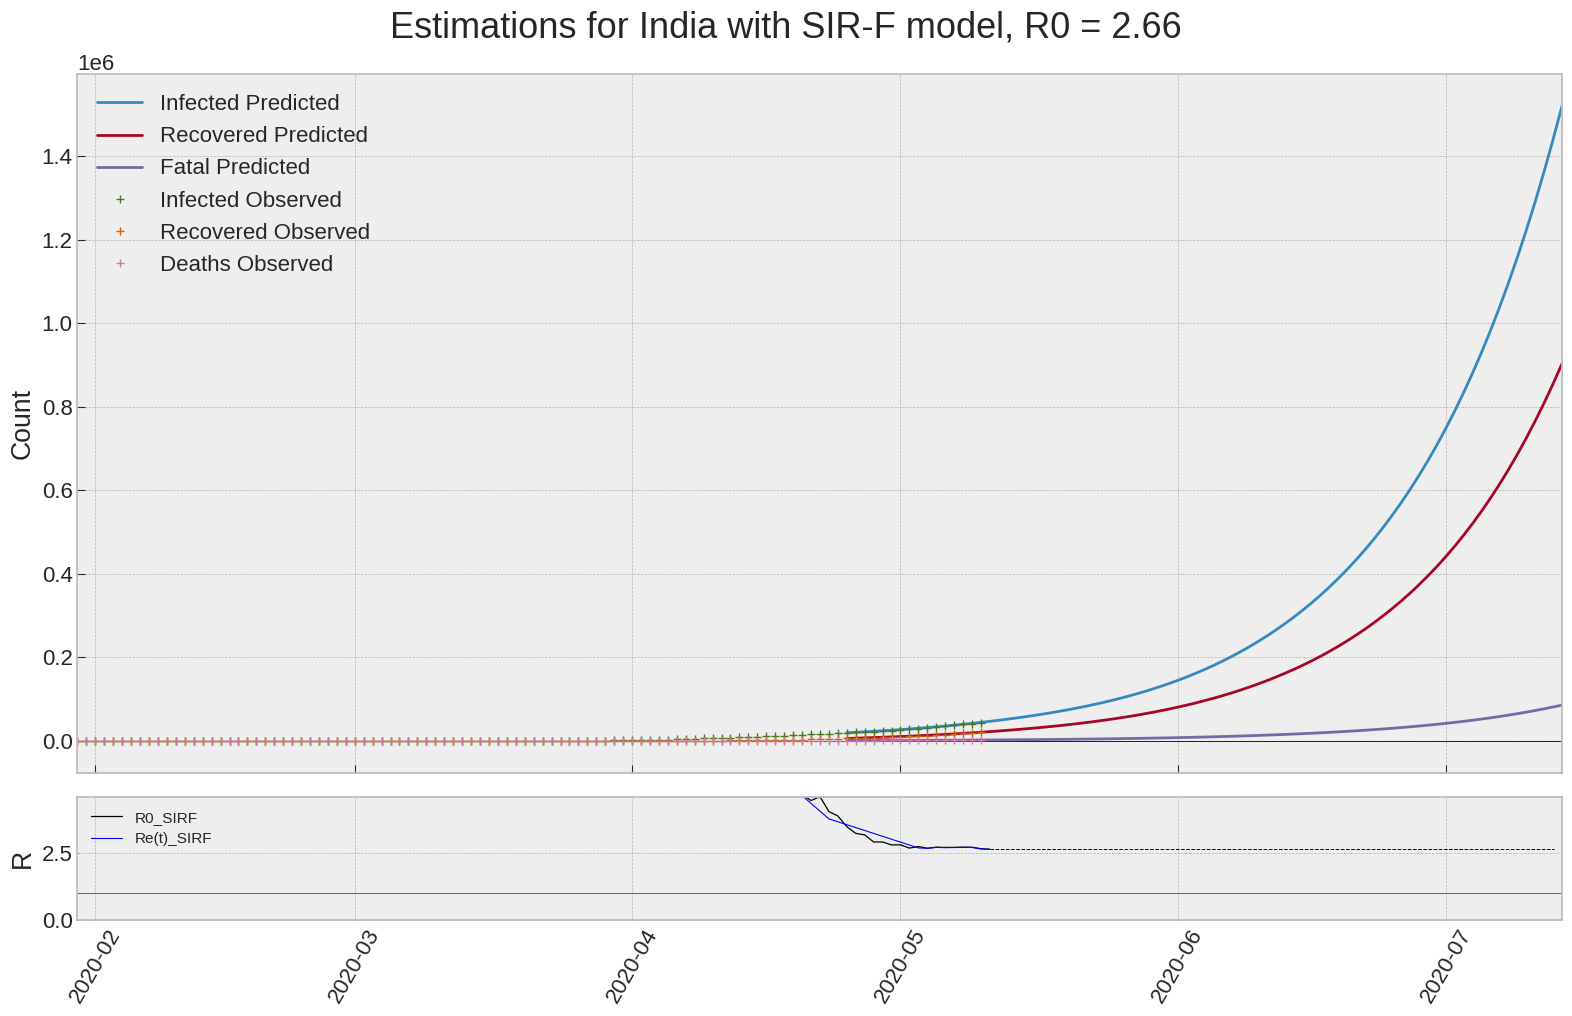 Estimations for India with SIR-F model, R0 = 2.66
1e6
Infected Predicted
Recovered Predicted
Fatal Predicted
Infected Observed
Recovered Observed
Deaths Observed
1.4
1.2
1.0
0.8
0.6
0.4
0.2
0.0
Count
R0_SIRF
Re(t)_SIRF
2.5
0.0
R
2020-02
2020-03
2020-04
2020-05
2020-06
2020-07